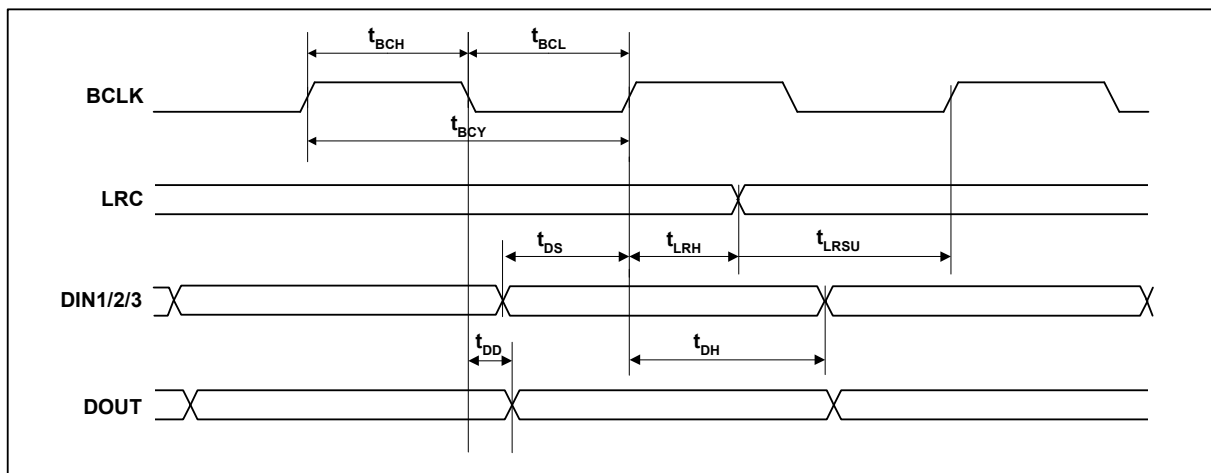 tBCH tBCL
BCLK
tBCY
LRC
tDS tLRH tLRSU
DIN1/2/3
tDD tDH
DOUT